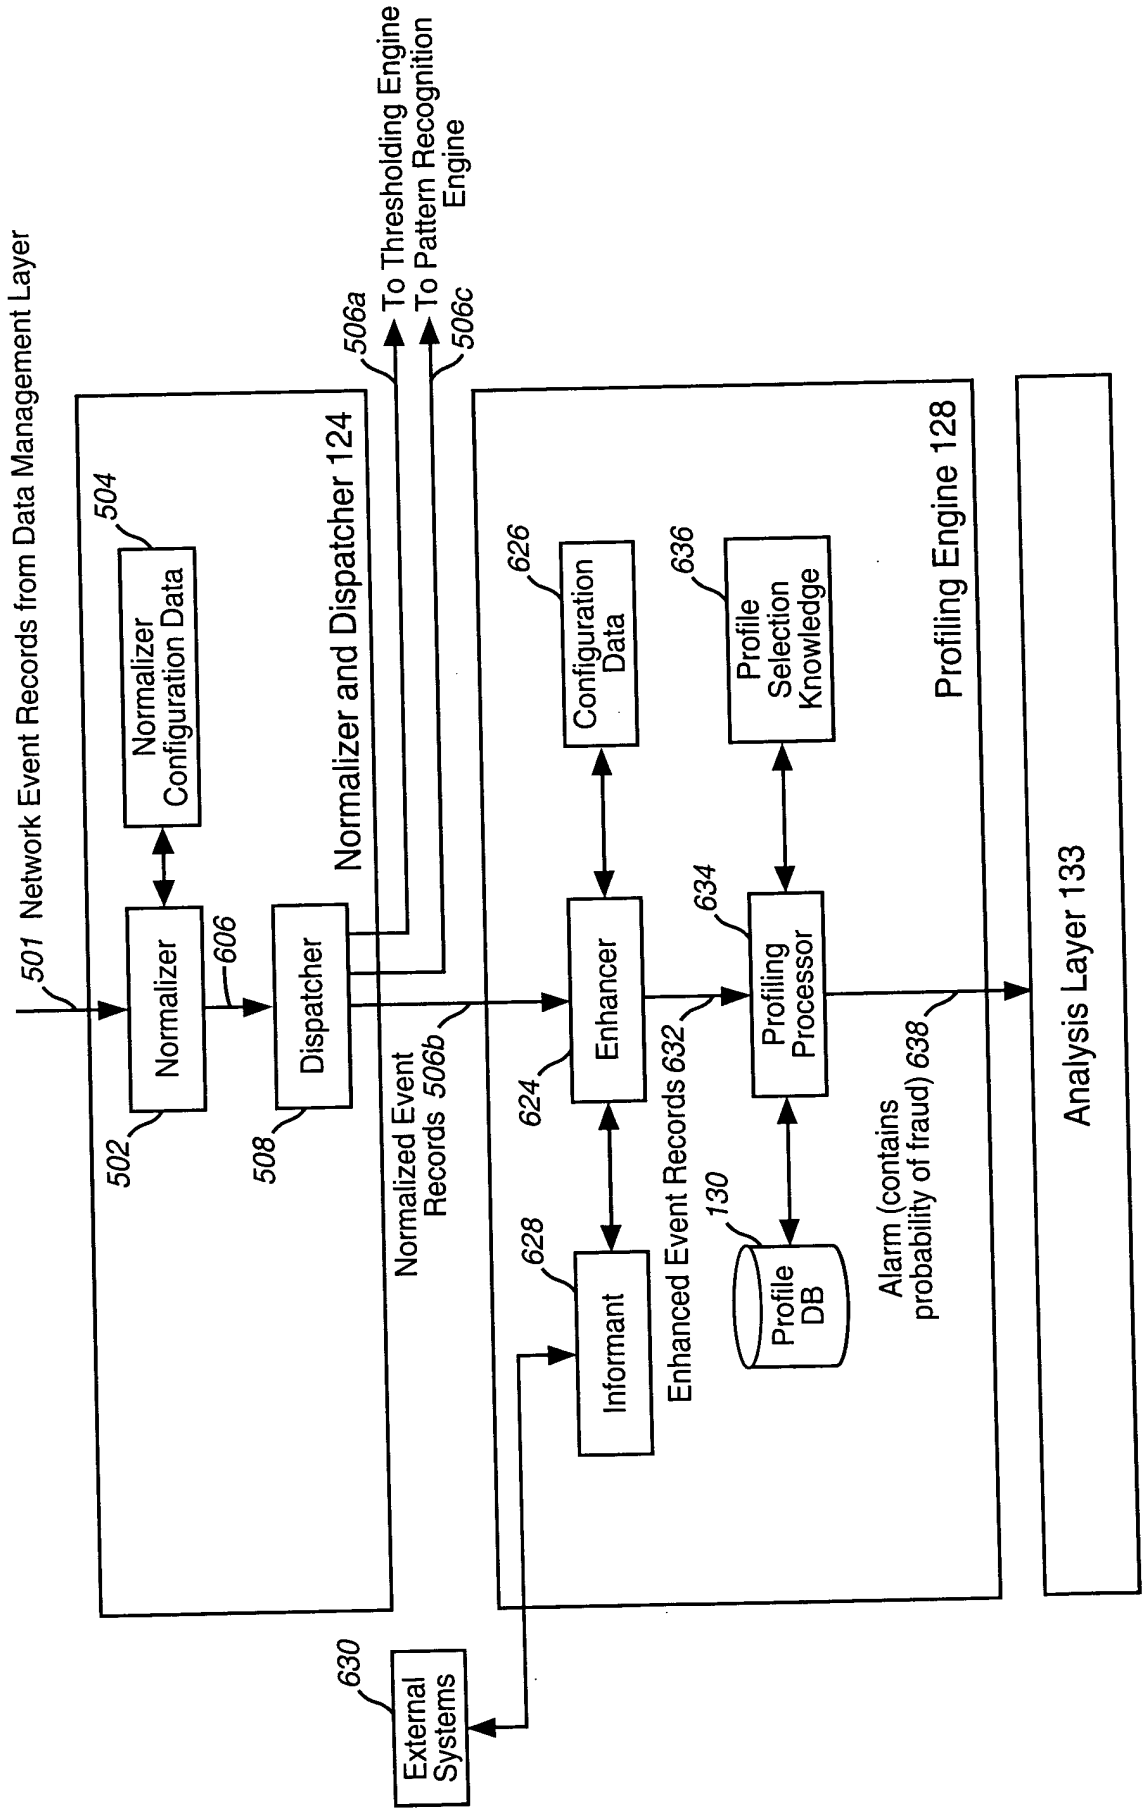 501 Network Event Records from Data Management Layer
504
Normalizer
Configuration Data
502
Normalizer
606
508
Dispatcher
Normalizer and Dispatcher 124
506a
To Thresholding Engine
To Pattern Recognition
Engine
506c
Normalized Event
Records 506b
630
External
Systems
628
Informant
624
Enhancer
626
Configuration
Data
Enhanced Event Records 632
130
Profile
DB
634
Profiling
Processor
636
Profile
Selection
Knowledge
Alarm (contains
probability of fraud) 638
Profiling Engine 128
Analysis Layer 133